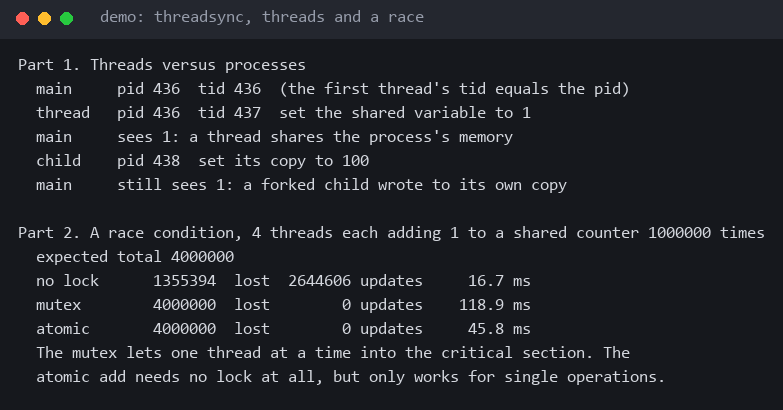 demo: threadsync, threads and a race
Part 1. Threads versus processes
main     pid 436  tid 436  (the first thread's tid equals the pid)
thread   pid 436  tid 437  set the shared variable to 1
main     sees 1: a thread shares the process's memory
child    pid 438  set its copy to 100
main     still sees 1: a forked child wrote to its own copy
Part 2. A race condition, 4 threads each adding 1 to a shared counter 1000000 times
expected total 4000000
no lock      1355394  lost  2644606 updates     16.7 ms
mutex        4000000  lost        0 updates    118.9 ms
atomic       4000000  lost        0 updates     45.8 ms
The mutex lets one thread at a time into the critical section. The
atomic add needs no lock at all, but only works for single operations.